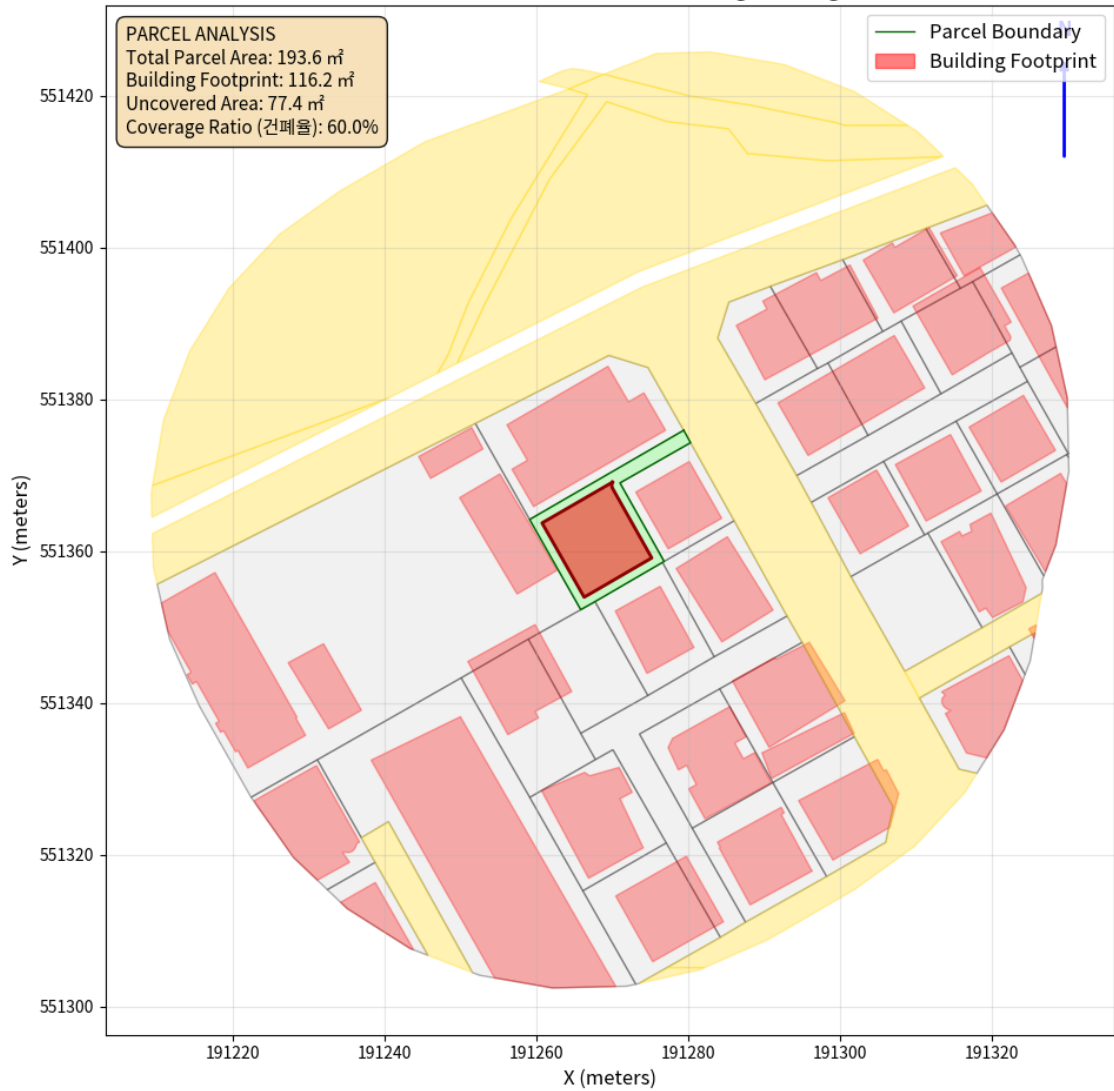 PARCEL ANALYSIS
Total Parcel Area: 193.6 ㎡
Building Footprint: 116.2 ㎡
Uncovered Area: 77.4 ㎡
Coverage Ratio (건폐율): 60.0%
Parcel Boundary
Building Footprint
N
551420
551400
551380
551360
551340
551320
551300
Y (meters)
191220
191240
191260
191280
191300
191320
X (meters)